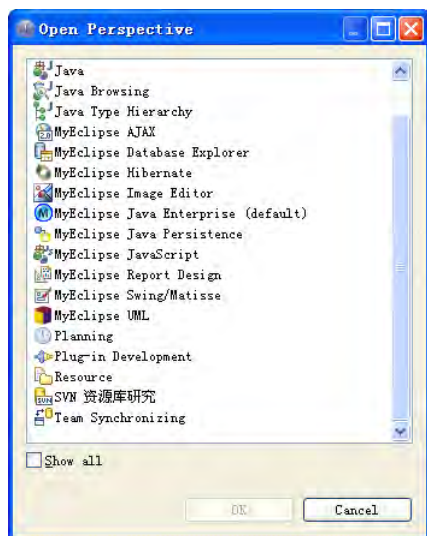 Open Perspective
Java
Java Browsing
Java Type Hierarchy
MyEclipse AJAX
MyEclipse Database Explorer
MyEclipse Hibernate
MyEclipse Image Editor
MyEclipse Java Enterprise (default)
MyEclipse Java Persistence
MyEclipse JavaScript
MyEclipse Report Design
MyEclipse Swing/Matisse
MyEclipse UML
Planning
Plug-in Development
Resource
SVN 资源库研究
Team Synchronizing
Show all
OK Cancel